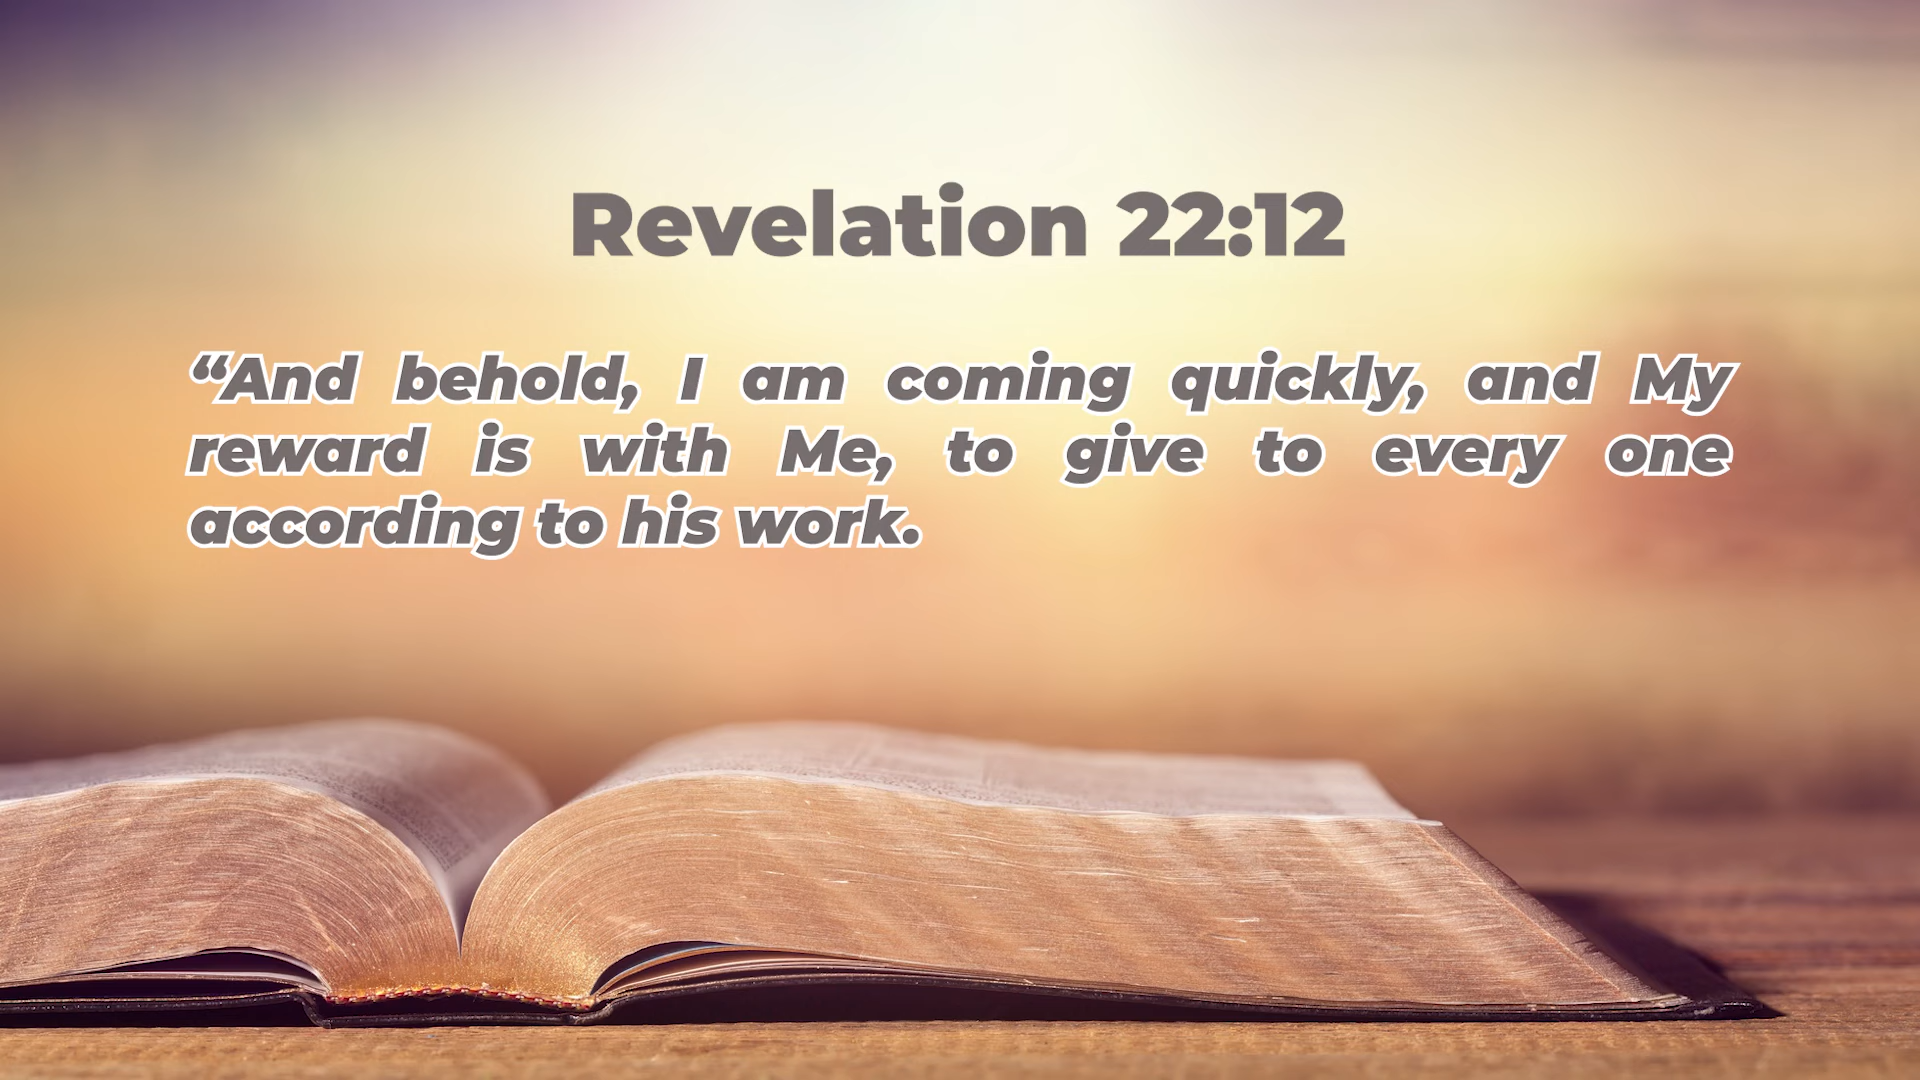 Revelation 22:12
“And behold, I am coming quickly, and My
reward is with Me, to give to every one
according to his work.